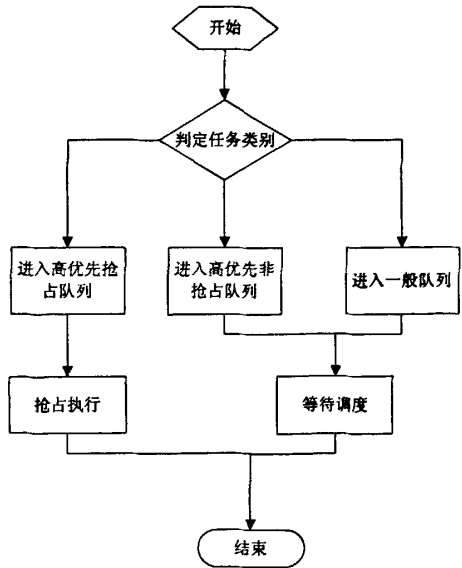 开始
判定任务类别
进入高优先抢
占队列
进入高优先非
抢占队列
进入一般队列
抢占执行
等待调度
结束